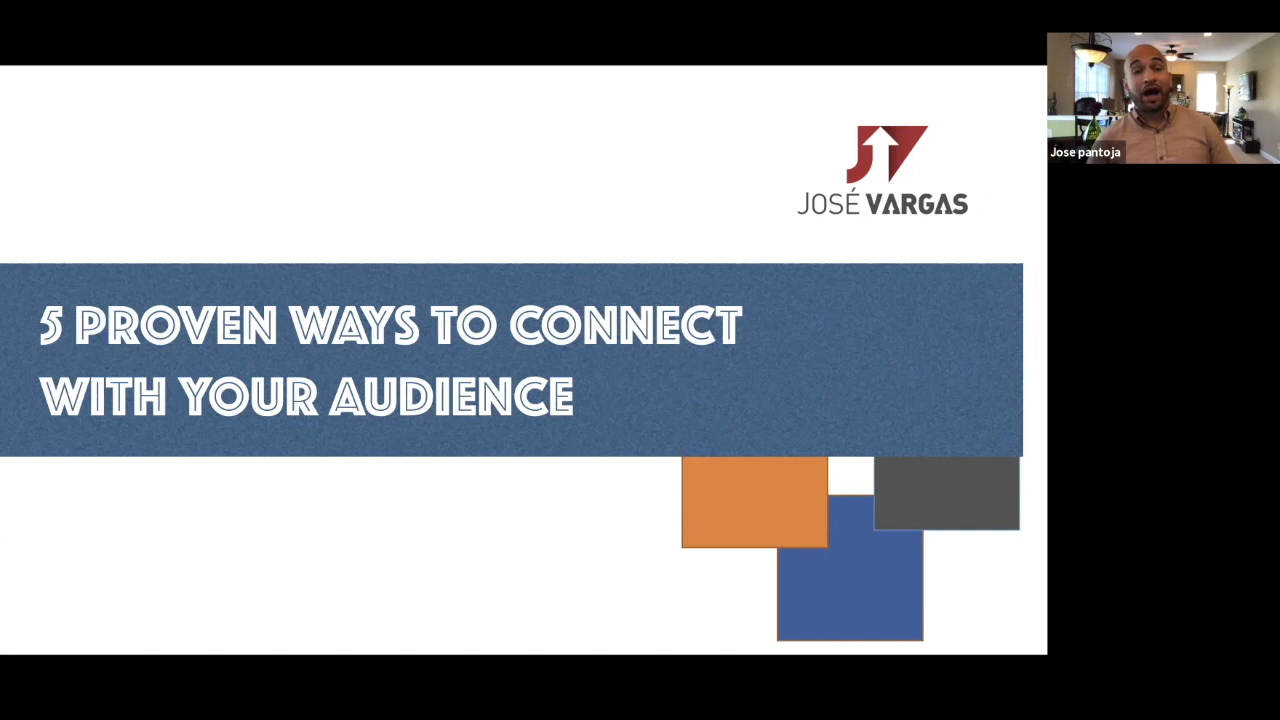 JOSÉ VARGAS
5 PROVEN WAYS TO CONNECT
WITH YOUR AUDIENCE
Jose pantoja